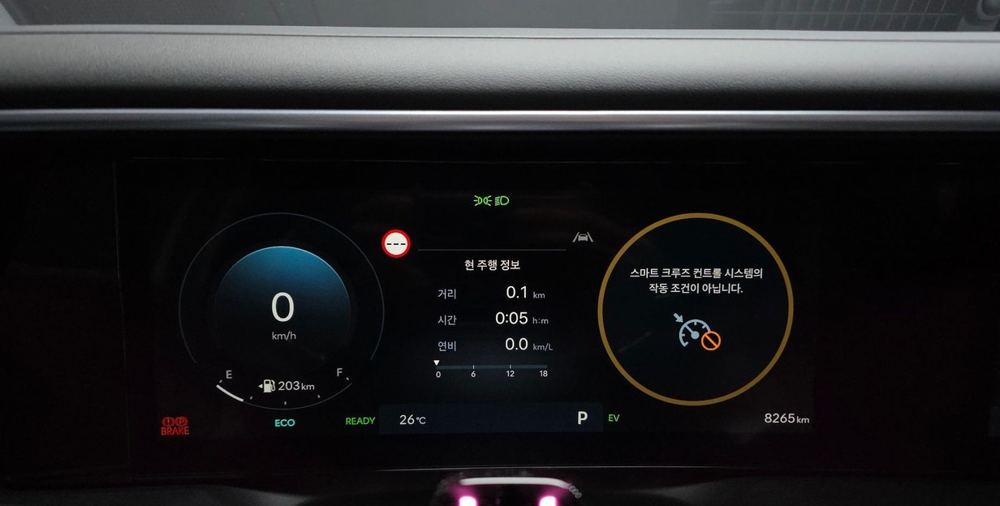 ---
현 주행 정보
거리 0.1 km
시간 0:05 h:m
연비 0.0 km/L
0 6 12 18
0
km/h
E F
203km
스마트 크루즈 컨트롤 시스템의
작동 조건이 아닙니다.
BRAKE
ECO
READY
26℃
P
EV
8265km